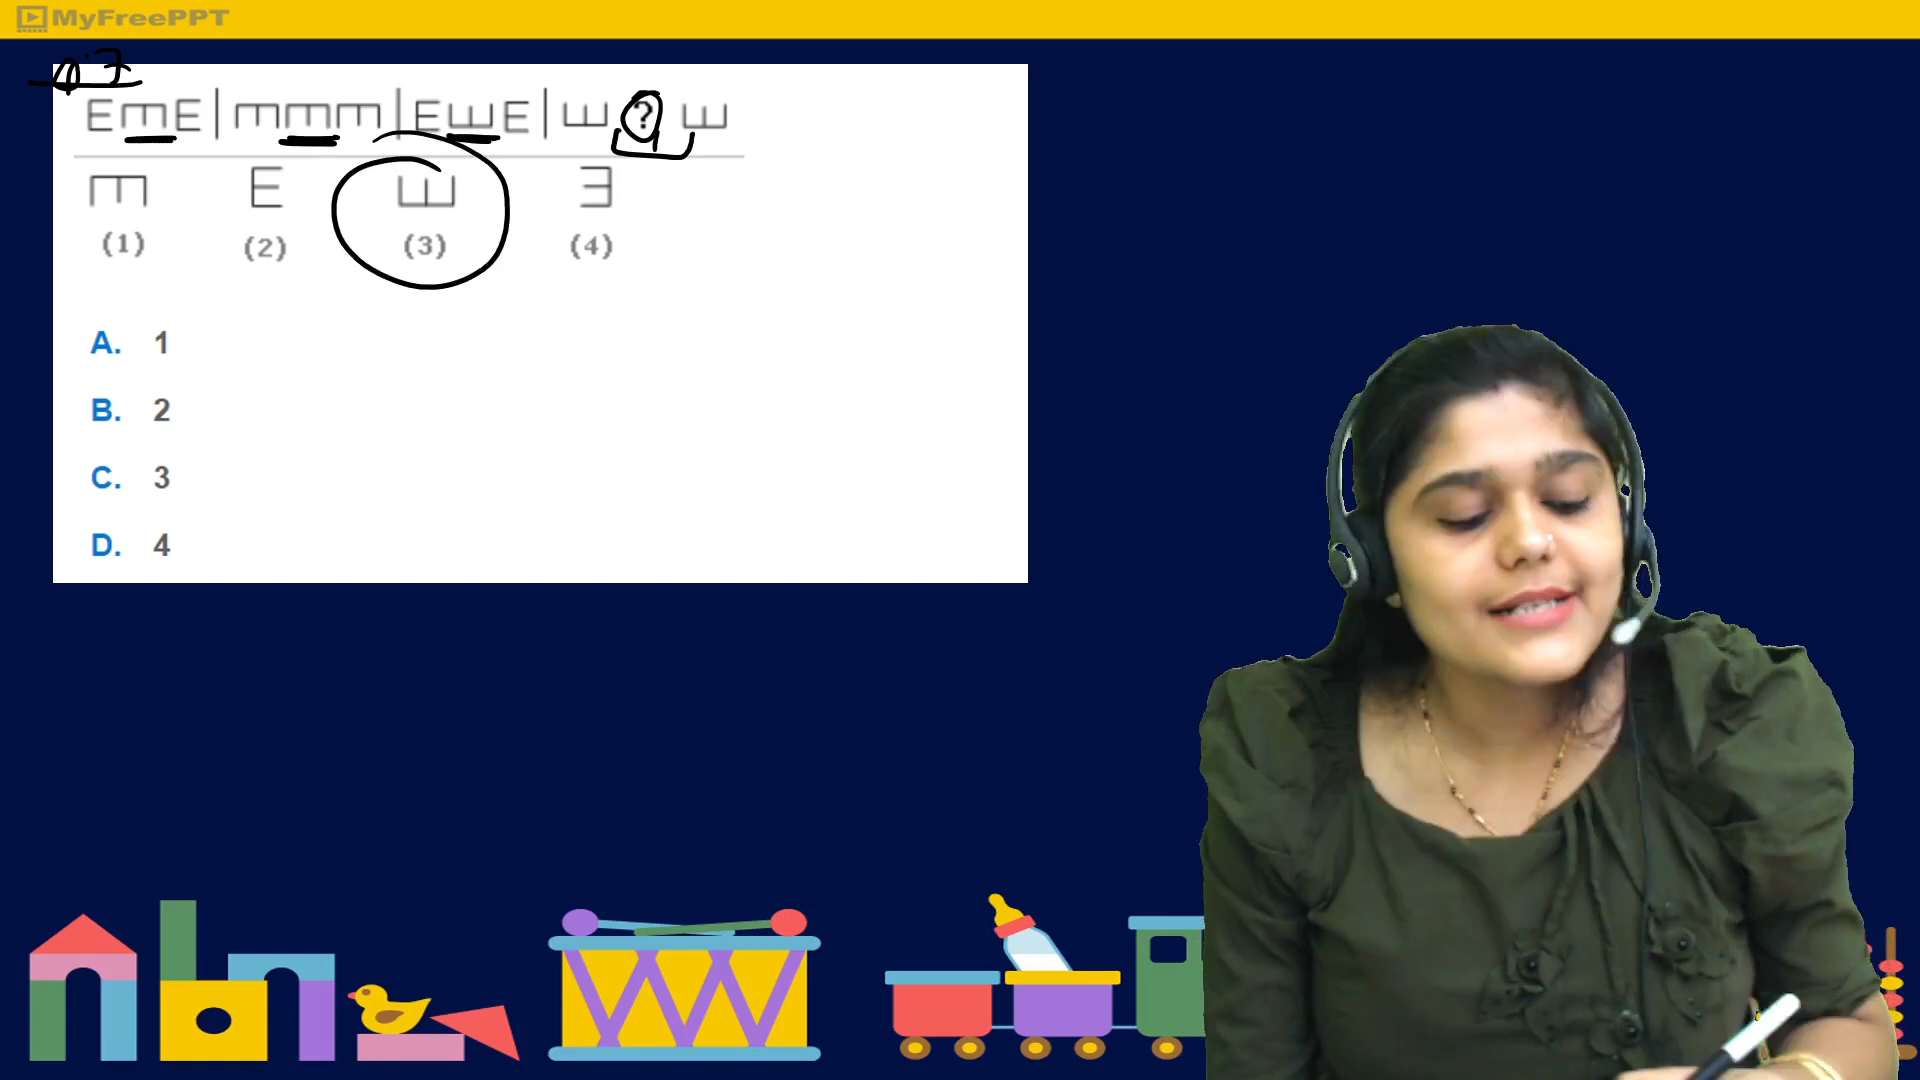 MyFreePPT
Q.7
E m E | m m m | E Ш E | Ш ? Ш
m E Ш Ǝ
(1) (2) (3) (4)
A. 1
B. 2
C. 3
D. 4